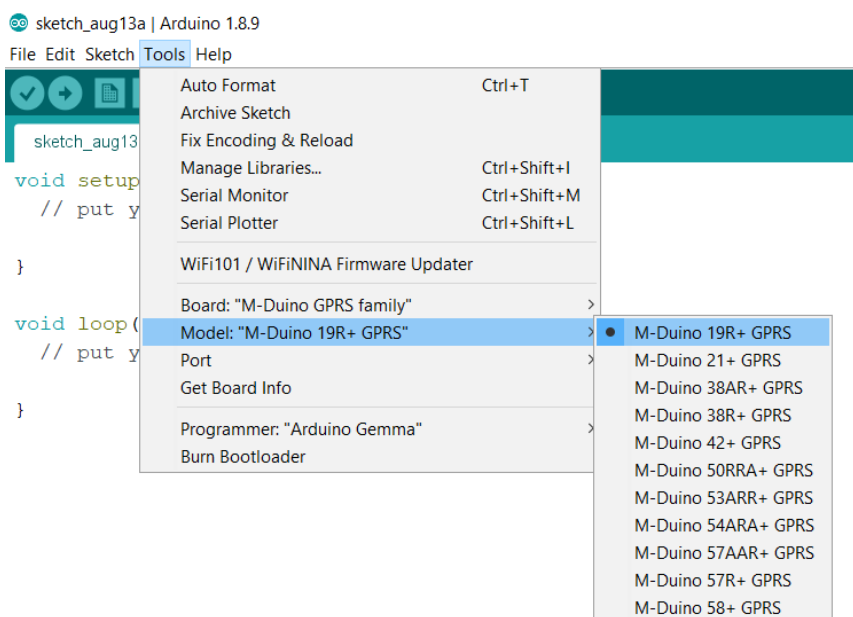 sketch_aug13a | Arduino 1.8.9
File Edit Sketch Tools Help
Auto Format Ctrl+T
Archive Sketch
sketch_aug13 Fix Encoding & Reload
Manage Libraries... Ctrl+Shift+I
void setup Serial Monitor Ctrl+Shift+M
// put y Serial Plotter Ctrl+Shift+L
} WiFi101 / WiFiNINA Firmware Updater
Board: "M-Duino GPRS family"
void loop( Model: "M-Duino 19R+ GPRS" M-Duino 19R+ GPRS
// put y Port M-Duino 21+ GPRS
Get Board Info M-Duino 38AR+ GPRS
} M-Duino 38R+ GPRS
Programmer: "Arduino Gemma" M-Duino 42+ GPRS
Burn Bootloader M-Duino 50RRA+ GPRS
M-Duino 53ARR+ GPRS
M-Duino 54ARA+ GPRS
M-Duino 57AAR+ GPRS
M-Duino 57R+ GPRS
M-Duino 58+ GPRS